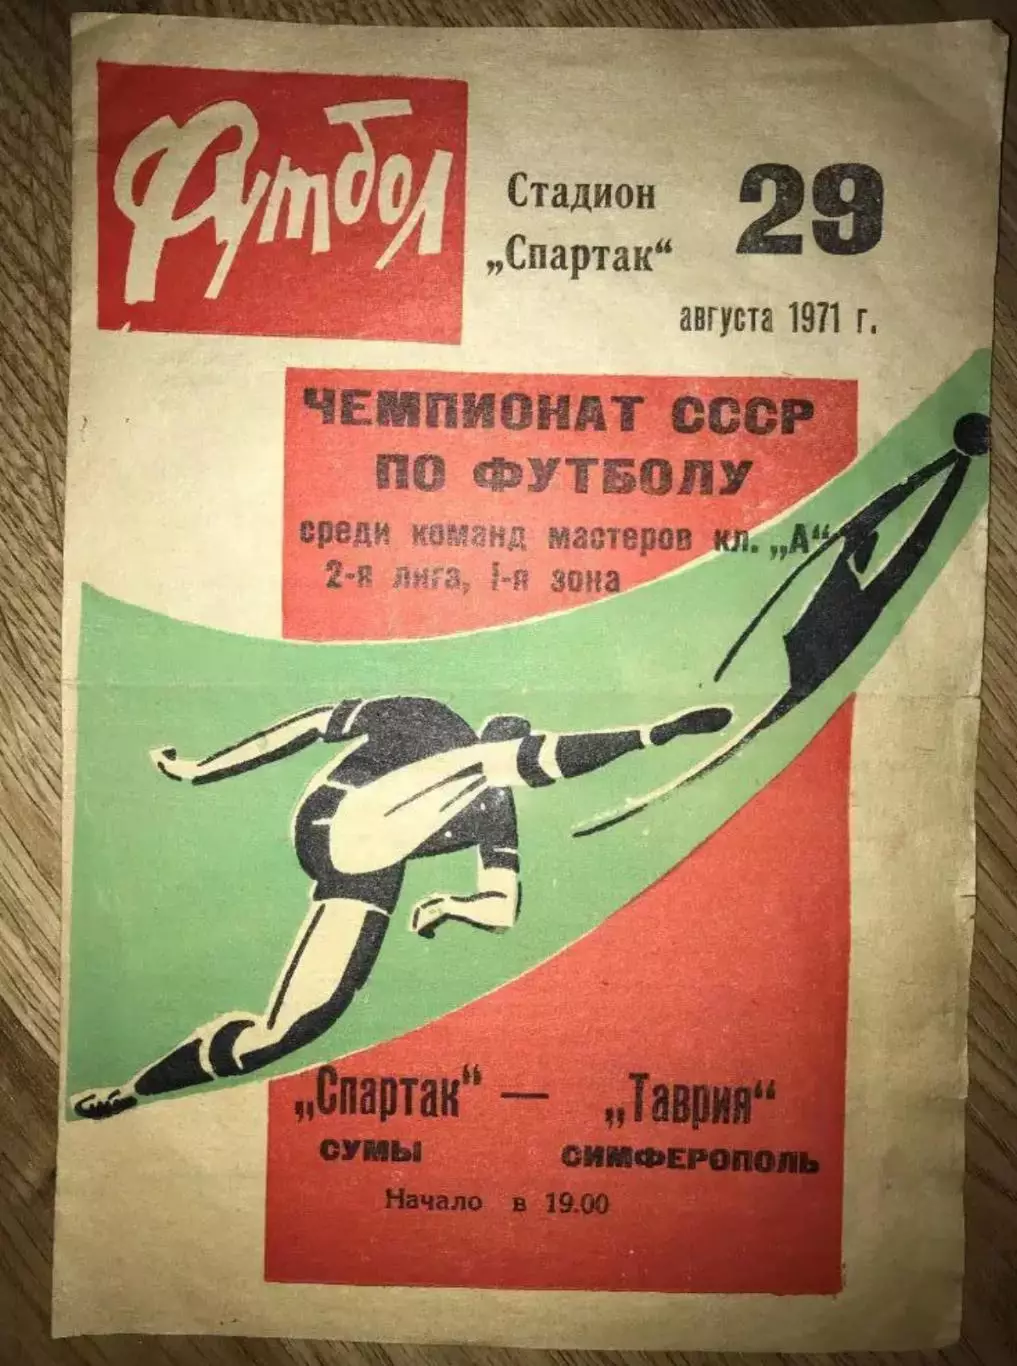 Футбол
Стадион
„Спартак“
29
августа 1971 г.
ЧЕМПИОНАТ СССР
ПО ФУТБОЛУ
среди команд мастеров кл. „А“
2-я лига, I-я зона
„Спартак“ — „Таврия“
СУМЫ СИМФЕРОПОЛЬ
Начало в 19.00